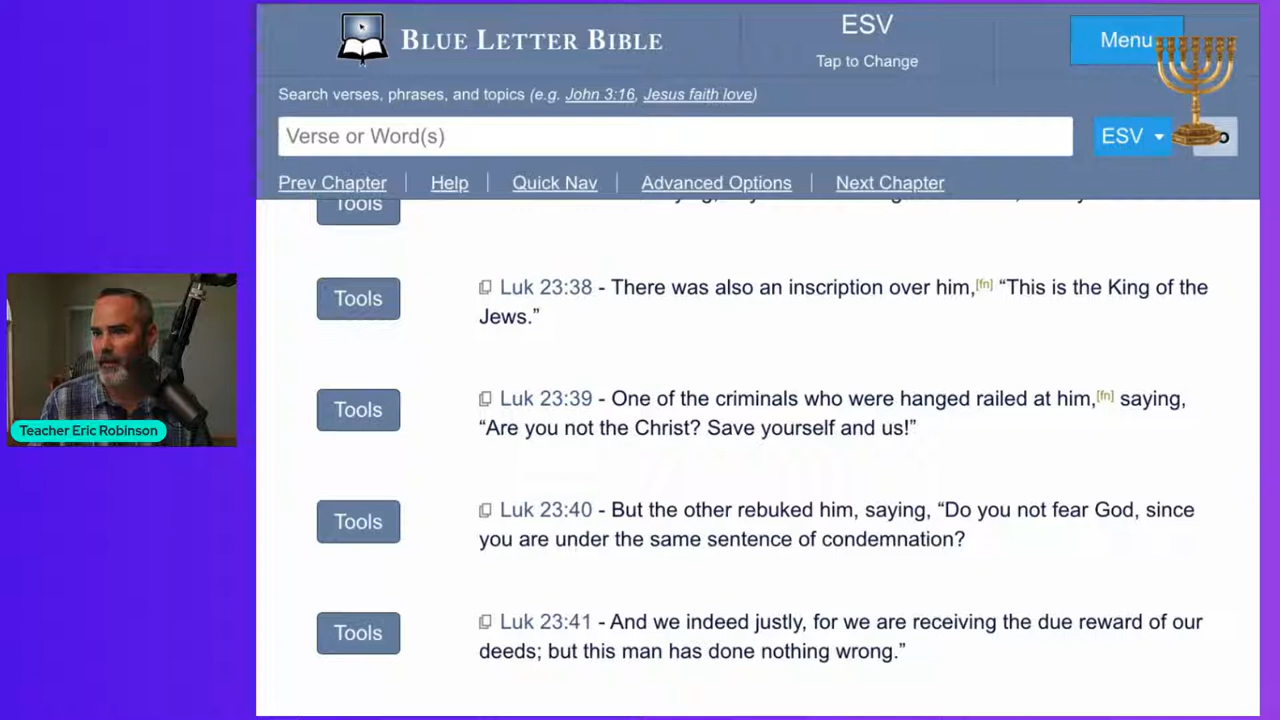 BLUE LETTER BIBLE
ESV
Tap to Change
Menu
Search verses, phrases, and topics (e.g. John 3:16, Jesus faith love)
Verse or Word(s)
ESV
Prev Chapter
Help
Quick Nav
Advanced Options
Next Chapter
Tools
Tools
Luk 23:38 - There was also an inscription over him,[fn] “This is the King of the
Jews.”
Tools
Luk 23:39 - One of the criminals who were hanged railed at him,[fn] saying,
“Are you not the Christ? Save yourself and us!”
Teacher Eric Robinson
Tools
Luk 23:40 - But the other rebuked him, saying, “Do you not fear God, since
you are under the same sentence of condemnation?
Tools
Luk 23:41 - And we indeed justly, for we are receiving the due reward of our
deeds; but this man has done nothing wrong.”